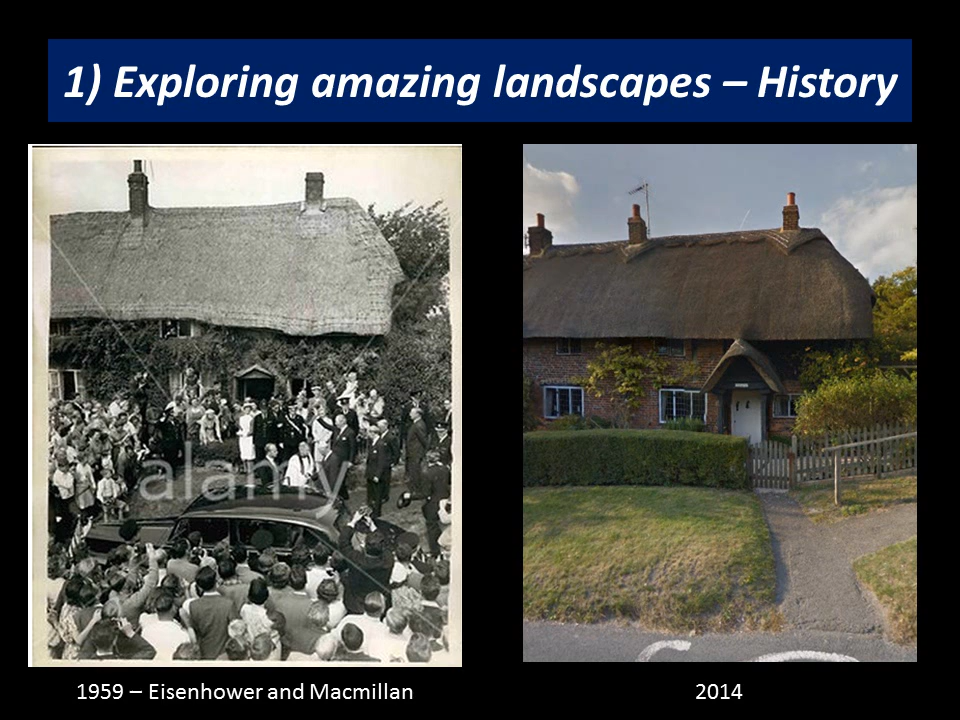 1) Exploring amazing landscapes – History
alamy
1959 – Eisenhower and Macmillan
2014